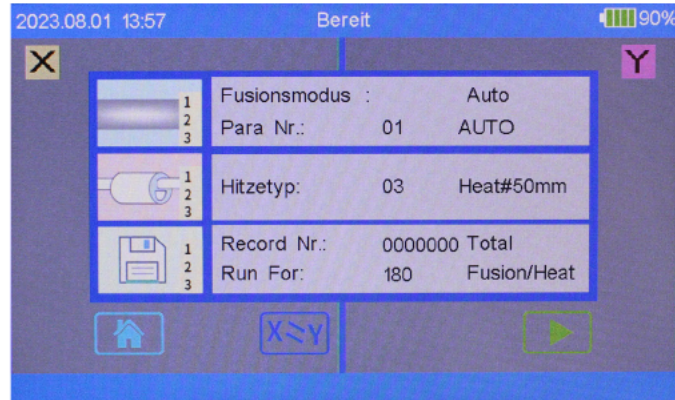 2023.08.01 13:57 Bereit 90%
X Y
1
2
3
Fusionsmodus : Auto
Para Nr.: 01 AUTO
1
2
3
Hitzetyp: 03 Heat#50mm
1
2
3
Record Nr.: 0000000 Total
Run For: 180 Fusion/Heat
X Y